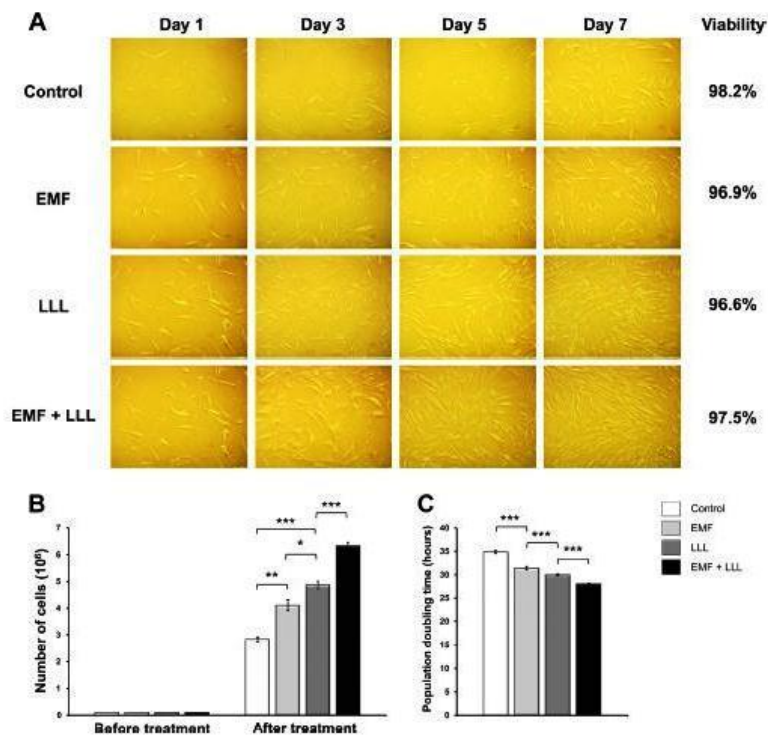 A
Day 1 Day 3 Day 5 Day 7 Viability
Control 98.2%
EMF 96.9%
LLL 96.6%
EMF + LLL 97.5%
B
Number of cells (10⁶)
7
6
5
4
3
2
1
0
***
***
*
**
Before treatment After treatment
C
Population doubling time (hours)
40
35
30
25
20
15
10
5
0
***
***
***
Control
EMF
LLL
EMF + LLL